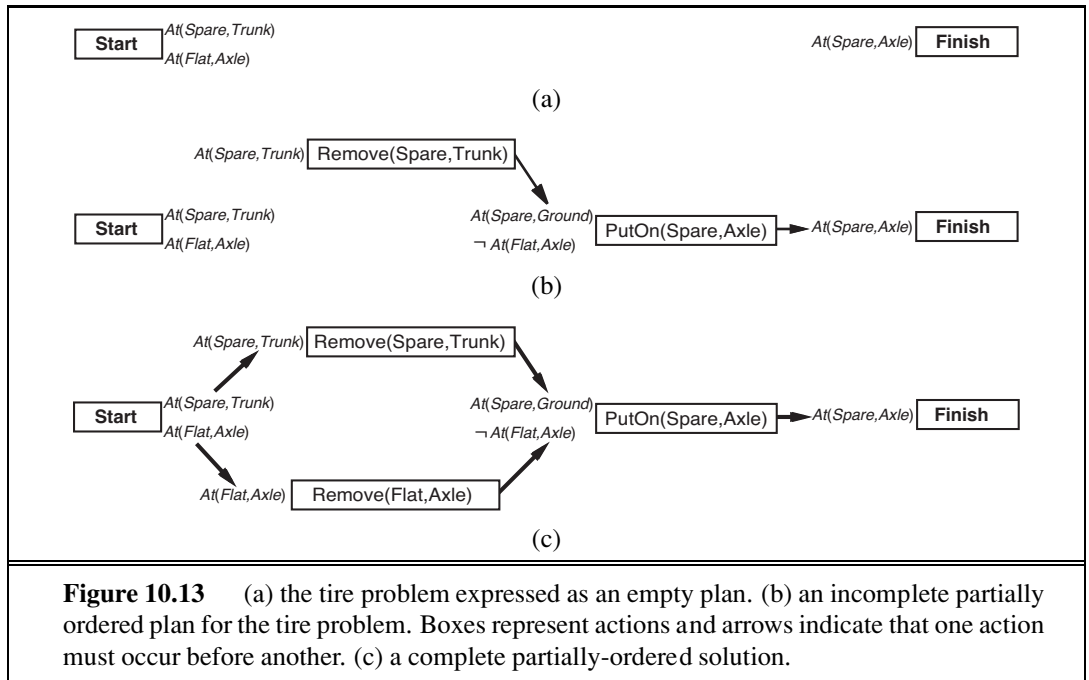 Start
At(Spare,Trunk)
At(Flat,Axle)
At(Spare,Axle)
Finish
(a)
At(Spare,Trunk)
Remove(Spare,Trunk)
Start
At(Spare,Trunk)
At(Flat,Axle)
At(Spare,Ground)
¬ At(Flat,Axle)
PutOn(Spare,Axle)
At(Spare,Axle)
Finish
(b)
At(Spare,Trunk)
Remove(Spare,Trunk)
Start
At(Spare,Trunk)
At(Flat,Axle)
At(Spare,Ground)
¬ At(Flat,Axle)
PutOn(Spare,Axle)
At(Spare,Axle)
Finish
At(Flat,Axle)
Remove(Flat,Axle)
(c)
Figure 10.13 (a) the tire problem expressed as an empty plan. (b) an incomplete partially
ordered plan for the tire problem. Boxes represent actions and arrows indicate that one action
must occur before another. (c) a complete partially-ordered solution.